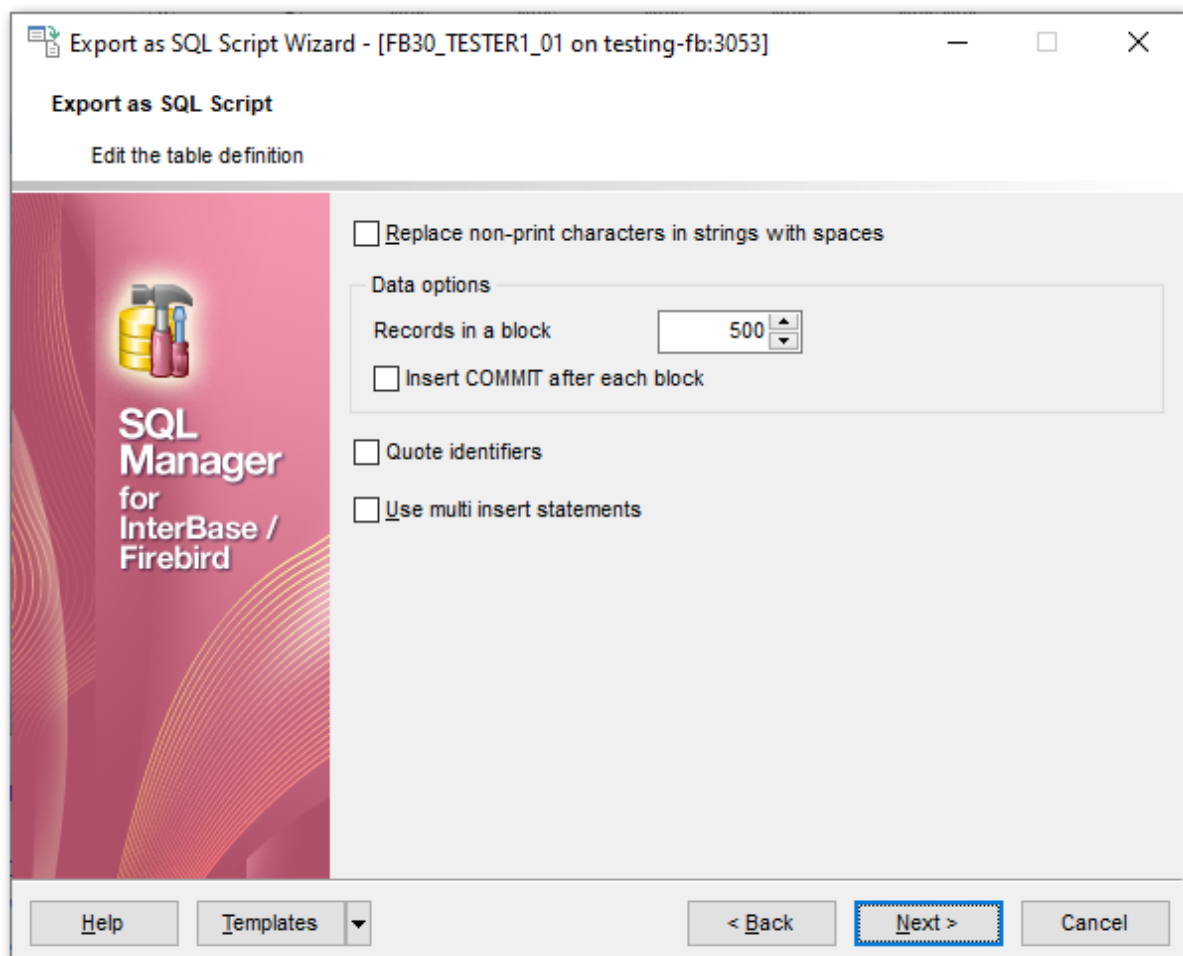 Export as SQL Script Wizard - [FB30_TESTER1_01 on testing-fb:3053]
Export as SQL Script
Edit the table definition
Replace non-print characters in strings with spaces
Data options
Records in a block 500
Insert COMMIT after each block
Quote identifiers
Use multi insert statements
SQL
Manager
for
InterBase /
Firebird
Help Templates < Back Next > Cancel